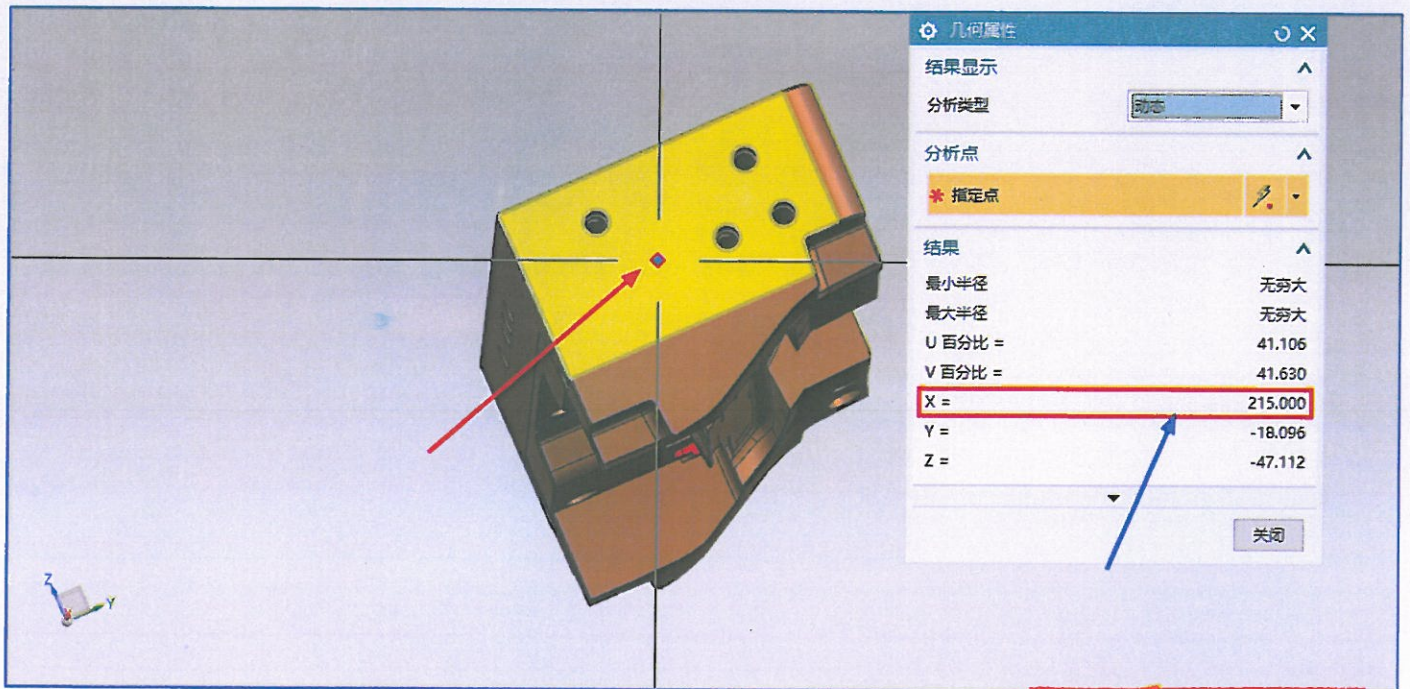 几何属性
结果显示
分析类型 动态
分析点
* 指定点
结果
最小半径 无穷大
最大半径 无穷大
U 百分比 = 41.106
V 百分比 = 41.630
X = 215.000
Y = -18.096
Z = -47.112
关闭
Z
Y